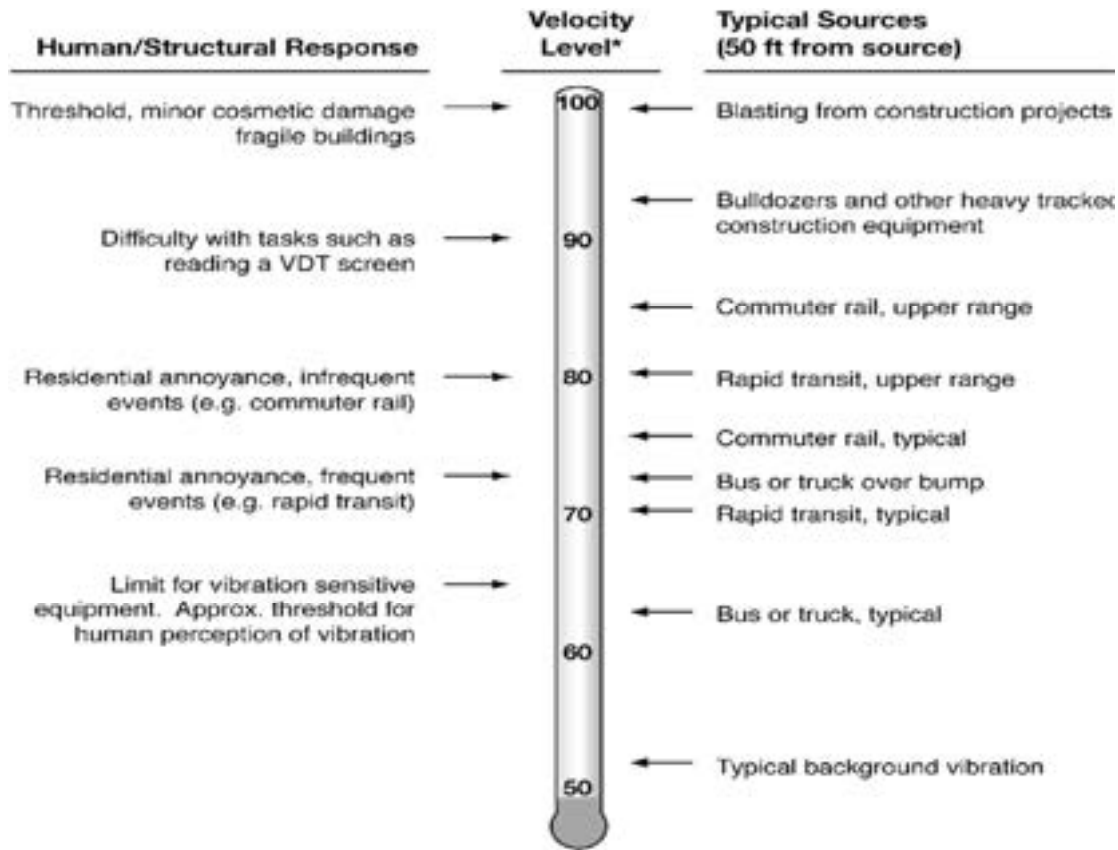 Human/Structural Response
Velocity
Level*
Typical Sources
(50 ft from source)
Threshold, minor cosmetic damage
fragile buildings
100
Blasting from construction projects
Bulldozers and other heavy tracked
construction equipment
Difficulty with tasks such as
reading a VDT screen
90
Commuter rail, upper range
Residential annoyance, infrequent
events (e.g. commuter rail)
80
Rapid transit, upper range
Commuter rail, typical
Residential annoyance, frequent
events (e.g. rapid transit)
Bus or truck over bump
70
Rapid transit, typical
Limit for vibration sensitive
equipment. Approx. threshold for
human perception of vibration
Bus or truck, typical
60
Typical background vibration
50